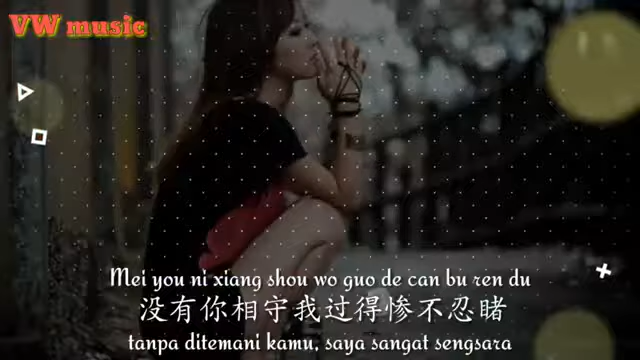 VW music
Mei you ni xiang shou wo guo de can bu ren du
没有你相守我过得惨不忍睹
tanpa ditemani kamu, saya sangat sengsara